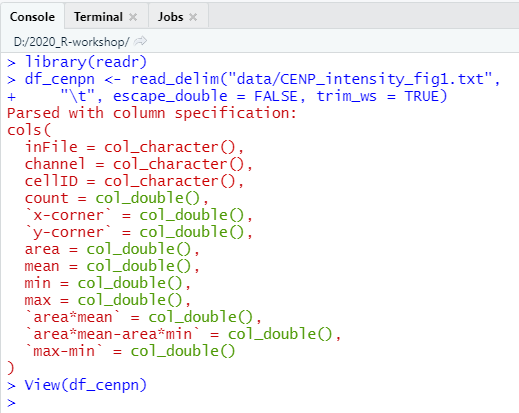 Console Terminal × Jobs ×
D:/2020_R-workshop/
> library(readr)
> df_cenpn <- read_delim("data/CENP_intensity_fig1.txt",
+     "\t", escape_double = FALSE, trim_ws = TRUE)
Parsed with column specification:
cols(
  inFile = col_character(),
  channel = col_character(),
  cellID = col_character(),
  count = col_double(),
  `x-corner` = col_double(),
  `y-corner` = col_double(),
  area = col_double(),
  mean = col_double(),
  min = col_double(),
  max = col_double(),
  `area*mean` = col_double(),
  `area*mean-area*min` = col_double(),
  `max-min` = col_double()
)
> View(df_cenpn)
>